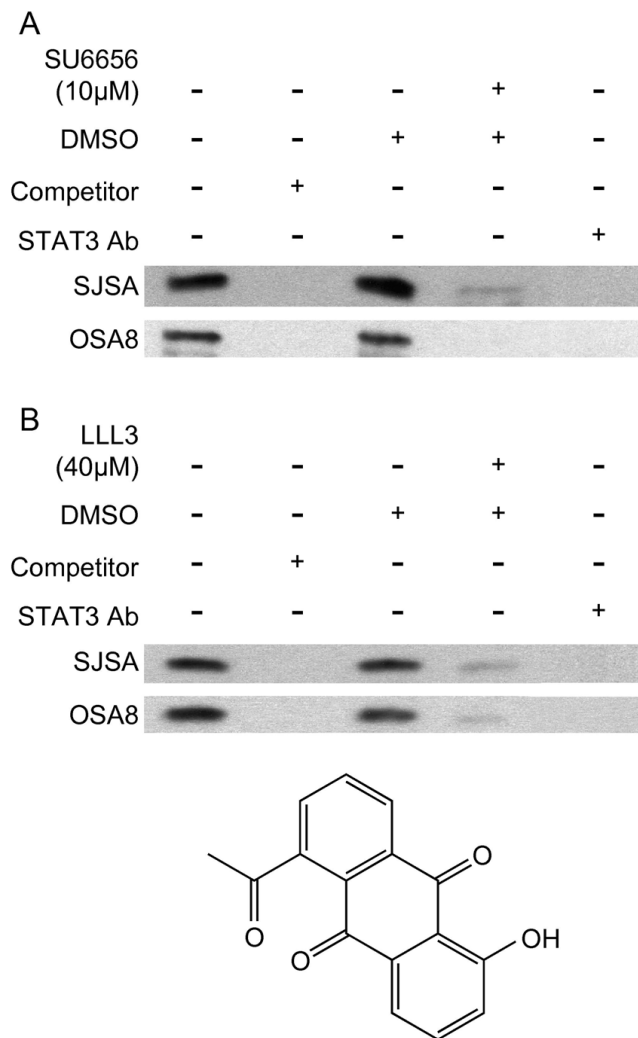 A
SU6656
(10µM) - - - + -
DMSO - - + + -
Competitor - + - - -
STAT3 Ab - - - - +
SJSA
OSA8
B
LLL3
(40µM) - - - + -
DMSO - - + + -
Competitor - + - - -
STAT3 Ab - - - - +
SJSA
OSA8
O
O
O
OH